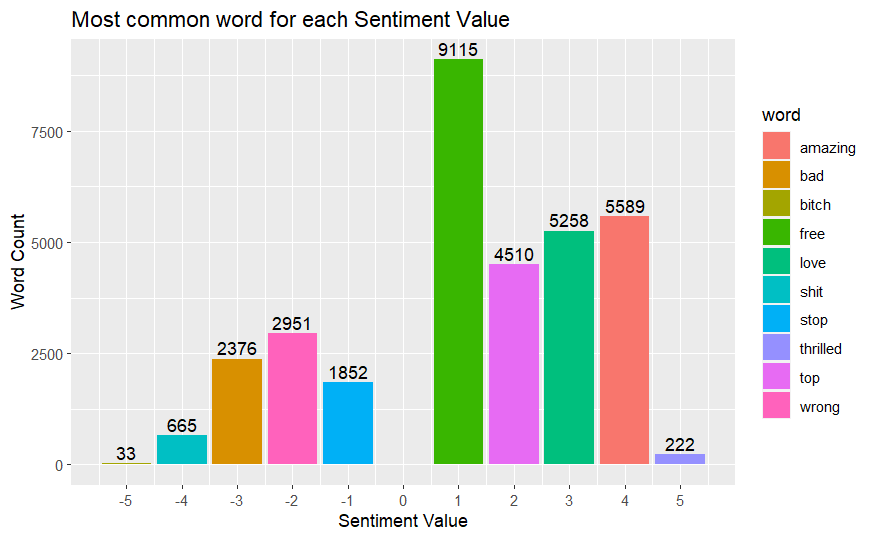 Most common word for each Sentiment Value
9115
7500
5589
5258
5000
4510
2951
2500
2376
1852
665
222
33
0
-5 -4 -3 -2 -1 0 1 2 3 4 5
Sentiment Value
Word Count
word
amazing
bad
bitch
free
love
shit
stop
thrilled
top
wrong